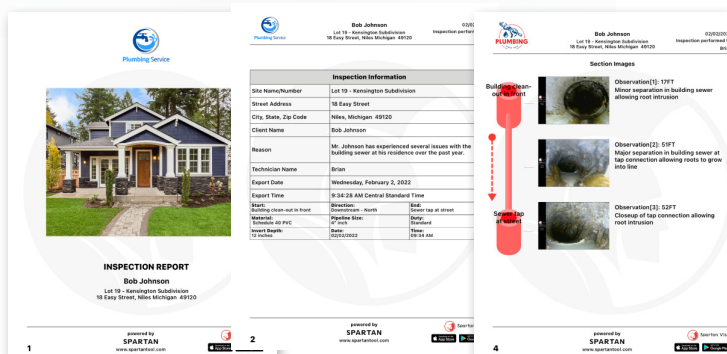 Plumbing Service
INSPECTION REPORT
Bob Johnson
Lot 19 - Kensington Subdivision
18 Easy Street, Niles Michigan 49120
powered by
SPARTAN
www.spartantool.com
App Store
1
Plumbing Service
Bob Johnson
Lot 19 - Kensington Subdivision
18 Easy Street, Niles Michigan 49120
Inspection Information
Site Name/Number Lot 19 - Kensington Subdivision
Street Address 18 Easy Street
City, State, Zip Code Niles, Michigan 49120
Client Name Bob Johnson
Reason Mr. Johnson has experienced several issues with the
building sewer at his residence over the past year.
Technician Name Brian
Export Date Wednesday, February 2, 2022
Export Time 9:34:28 AM Central Standard Time
Start: Direction: End:
Building clean-out in front Downstream - North Sewer tap at street
Material: Pipeline Size: Duty:
Schedule 40 PVC 4" inch Standard
Invert Depth: Date: Time:
12 inches 02/02/2022 09:34 AM
powered by
SPARTAN
www.spartantool.com
App Store
2
PLUMBING
Bob Johnson
Lot 19 - Kensington Subdivision
18 Easy Street, Niles Michigan 49120
Inspection performed
Section Images
Building clean-
out in front
Sewer tap
at street
Observation[1]: 17FT
Minor separation in building sewer
allowing root intrusion
Observation[2]: 51FT
Major separation in building sewer at
tap connection allowing roots to grow
into line
Observation[3]: 52FT
Closeup of tap connection allowing
root intrusion
powered by
SPARTAN
www.spartantool.com
App Store
4